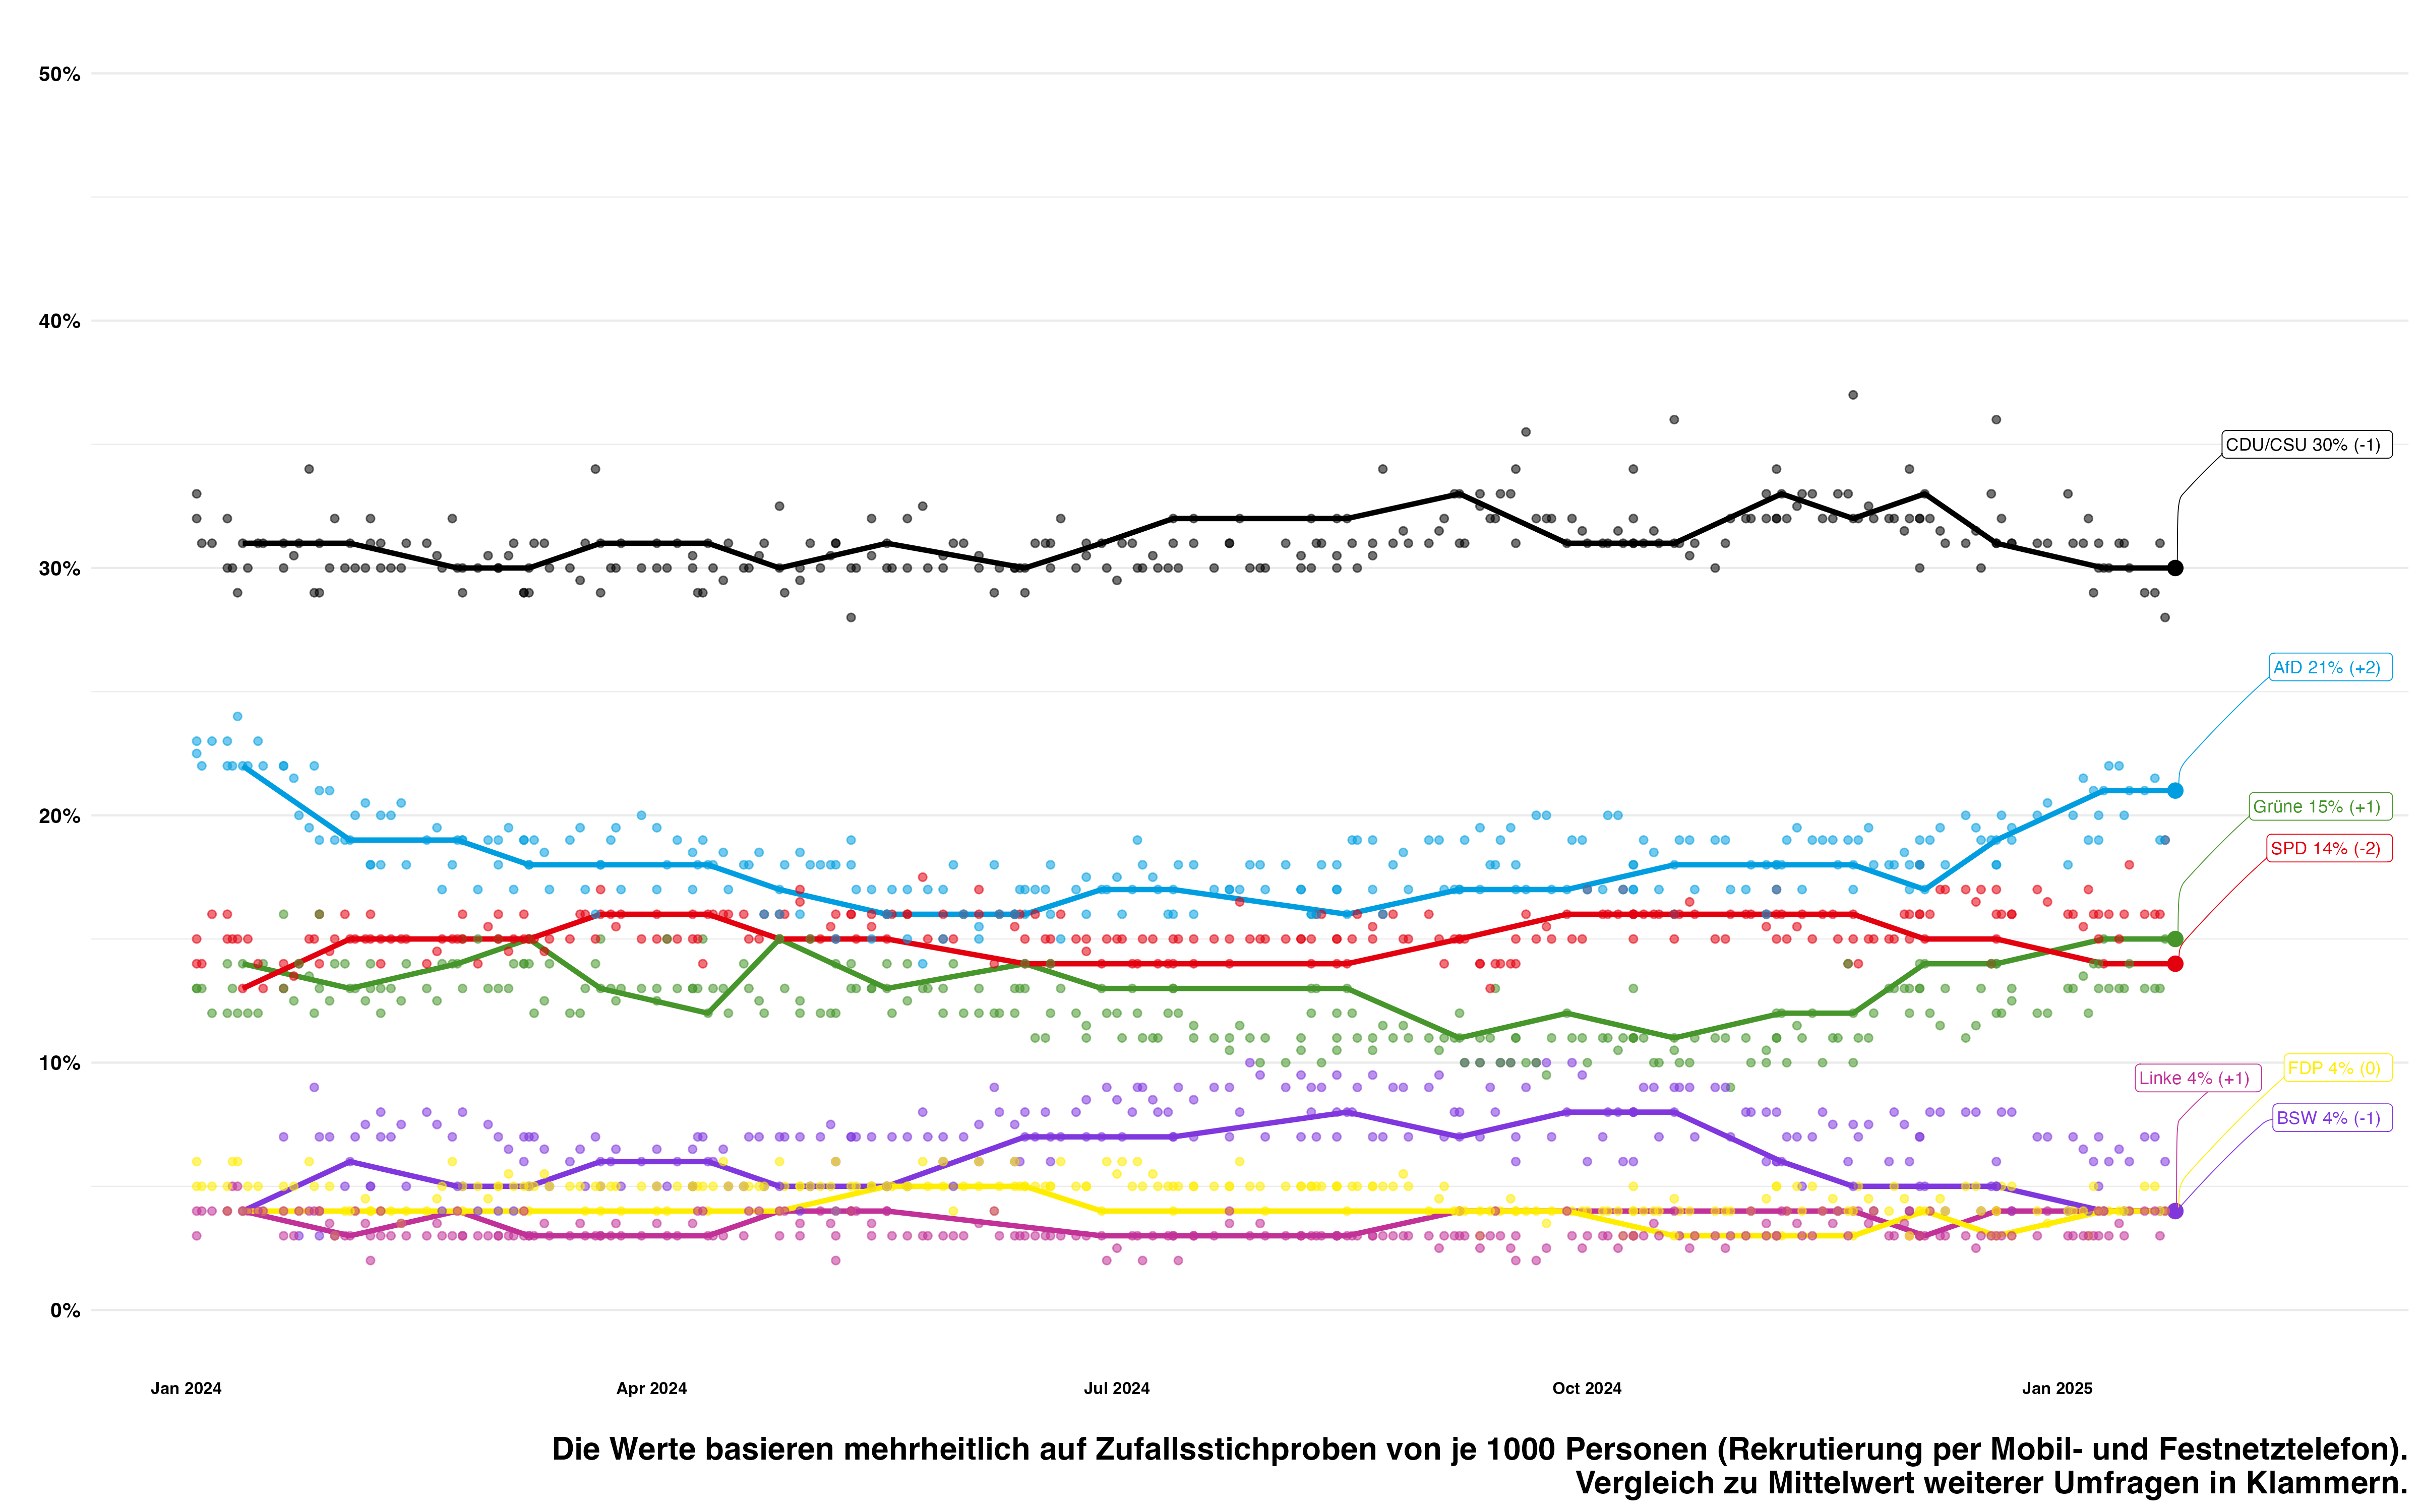 50%
40%
CDU/CSU 30% (-1)
30%
AfD 21% (+2)
20%
Grüne 15% (+1)
SPD 14% (-2)
10%
FDP 4% (0)
Linke 4% (+1)
BSW 4% (-1)
0%
Jan 2024
Apr 2024
Jul 2024
Oct 2024
Jan 2025
Die Werte basieren mehrheitlich auf Zufallsstichproben von je 1000 Personen (Rekrutierung per Mobil- und Festnetztelefon).
Vergleich zu Mittelwert weiterer Umfragen in Klammern.